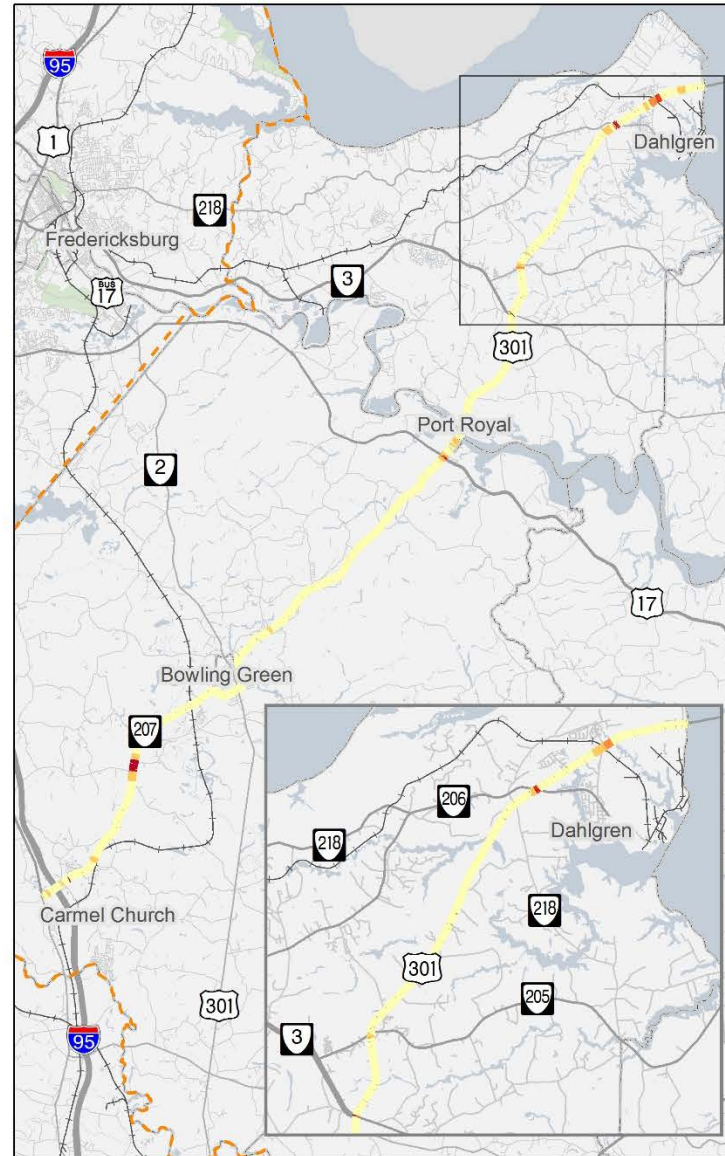 95
1
218
Fredericksburg
BUS
17
3
Dahlgren
301
Port Royal
2
17
Bowling Green
207
Carmel Church
301
95
206
218
Dahlgren
218
301
205
3